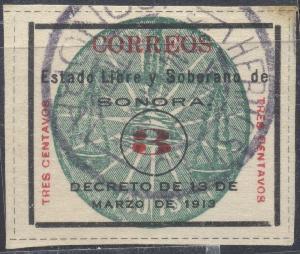 CORREOS
Estado Libre y Soberano de
SONORA.
TRES CENTAVOS
3
TRES CENTAVOS
DECRETO DE 13 DE
MARZO DE 1913